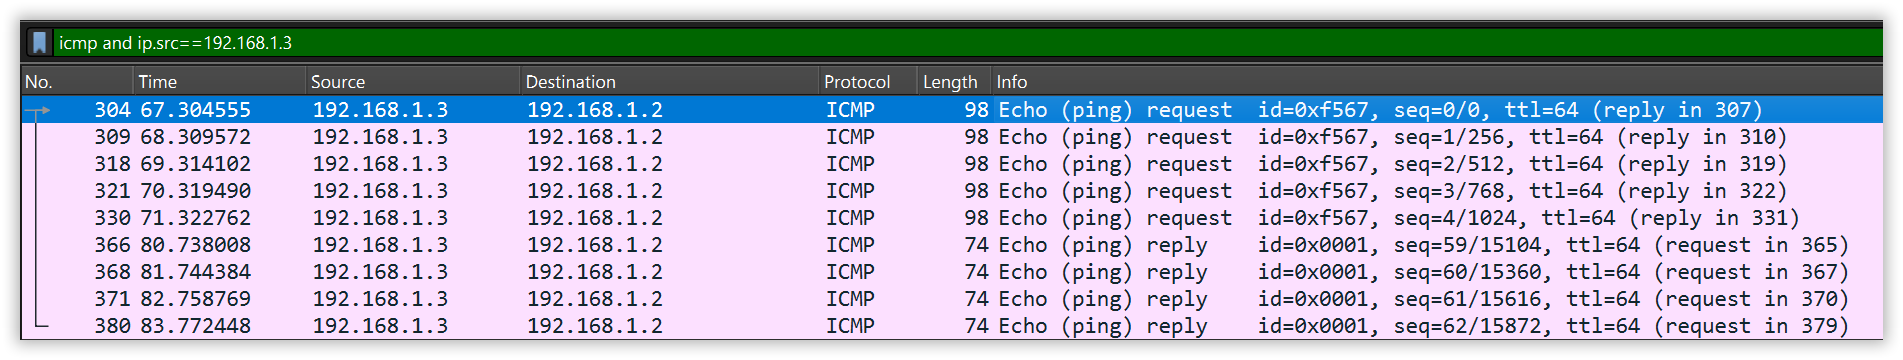 icmp and ip.src==192.168.1.3
No. Time Source Destination Protocol Length Info
304 67.304555 192.168.1.3 192.168.1.2 ICMP 98 Echo (ping) request id=0xf567, seq=0/0, ttl=64 (reply in 307)
309 68.309572 192.168.1.3 192.168.1.2 ICMP 98 Echo (ping) request id=0xf567, seq=1/256, ttl=64 (reply in 310)
318 69.314102 192.168.1.3 192.168.1.2 ICMP 98 Echo (ping) request id=0xf567, seq=2/512, ttl=64 (reply in 319)
321 70.319490 192.168.1.3 192.168.1.2 ICMP 98 Echo (ping) request id=0xf567, seq=3/768, ttl=64 (reply in 322)
330 71.322762 192.168.1.3 192.168.1.2 ICMP 98 Echo (ping) request id=0xf567, seq=4/1024, ttl=64 (reply in 331)
366 80.738008 192.168.1.3 192.168.1.2 ICMP 74 Echo (ping) reply id=0x0001, seq=59/15104, ttl=64 (request in 365)
368 81.744384 192.168.1.3 192.168.1.2 ICMP 74 Echo (ping) reply id=0x0001, seq=60/15360, ttl=64 (request in 367)
371 82.758769 192.168.1.3 192.168.1.2 ICMP 74 Echo (ping) reply id=0x0001, seq=61/15616, ttl=64 (request in 370)
380 83.772448 192.168.1.3 192.168.1.2 ICMP 74 Echo (ping) reply id=0x0001, seq=62/15872, ttl=64 (request in 379)